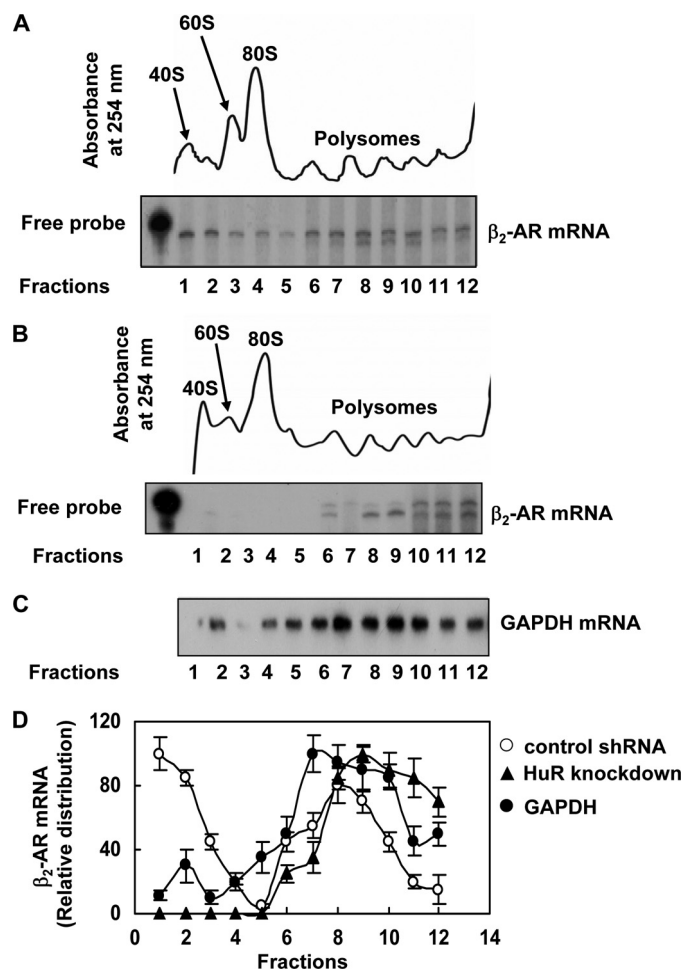 A
60S
40S
80S
Absorbance
at 254 nm
Polysomes
Free probe
β₂-AR mRNA
Fractions 1 2 3 4 5 6 7 8 9 10 11 12
B
60S
40S
80S
Absorbance
at 254 nm
Polysomes
Free probe
β₂-AR mRNA
Fractions 1 2 3 4 5 6 7 8 9 10 11 12
C
GAPDH mRNA
Fractions 1 2 3 4 5 6 7 8 9 10 11 12
D
β₂-AR mRNA
(Relative distribution)
120
80
40
0
0 2 4 6 8 10 12 14
Fractions
control shRNA
HuR knockdown
GAPDH